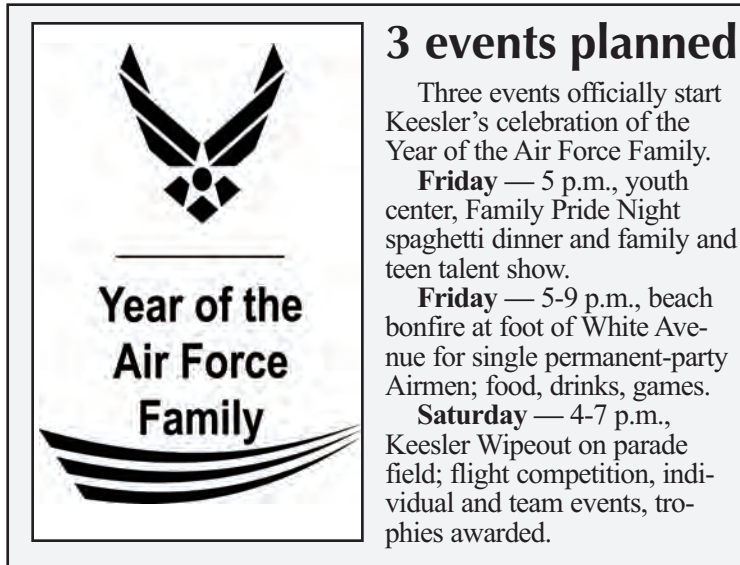 3 events planned
Three events officially start
Keesler’s celebration of the
Year of the Air Force Family.
Friday — 5 p.m., youth
center, Family Pride Night
spaghetti dinner and family and
teen talent show.
Friday — 5-9 p.m., beach
bonfire at foot of White Ave-
nue for single permanent-party
Airmen; food, drinks, games.
Saturday — 4-7 p.m.,
Keesler Wipeout on parade
field; flight competition, indi-
vidual and team events, tro-
phies awarded.
Year of the
Air Force
Family